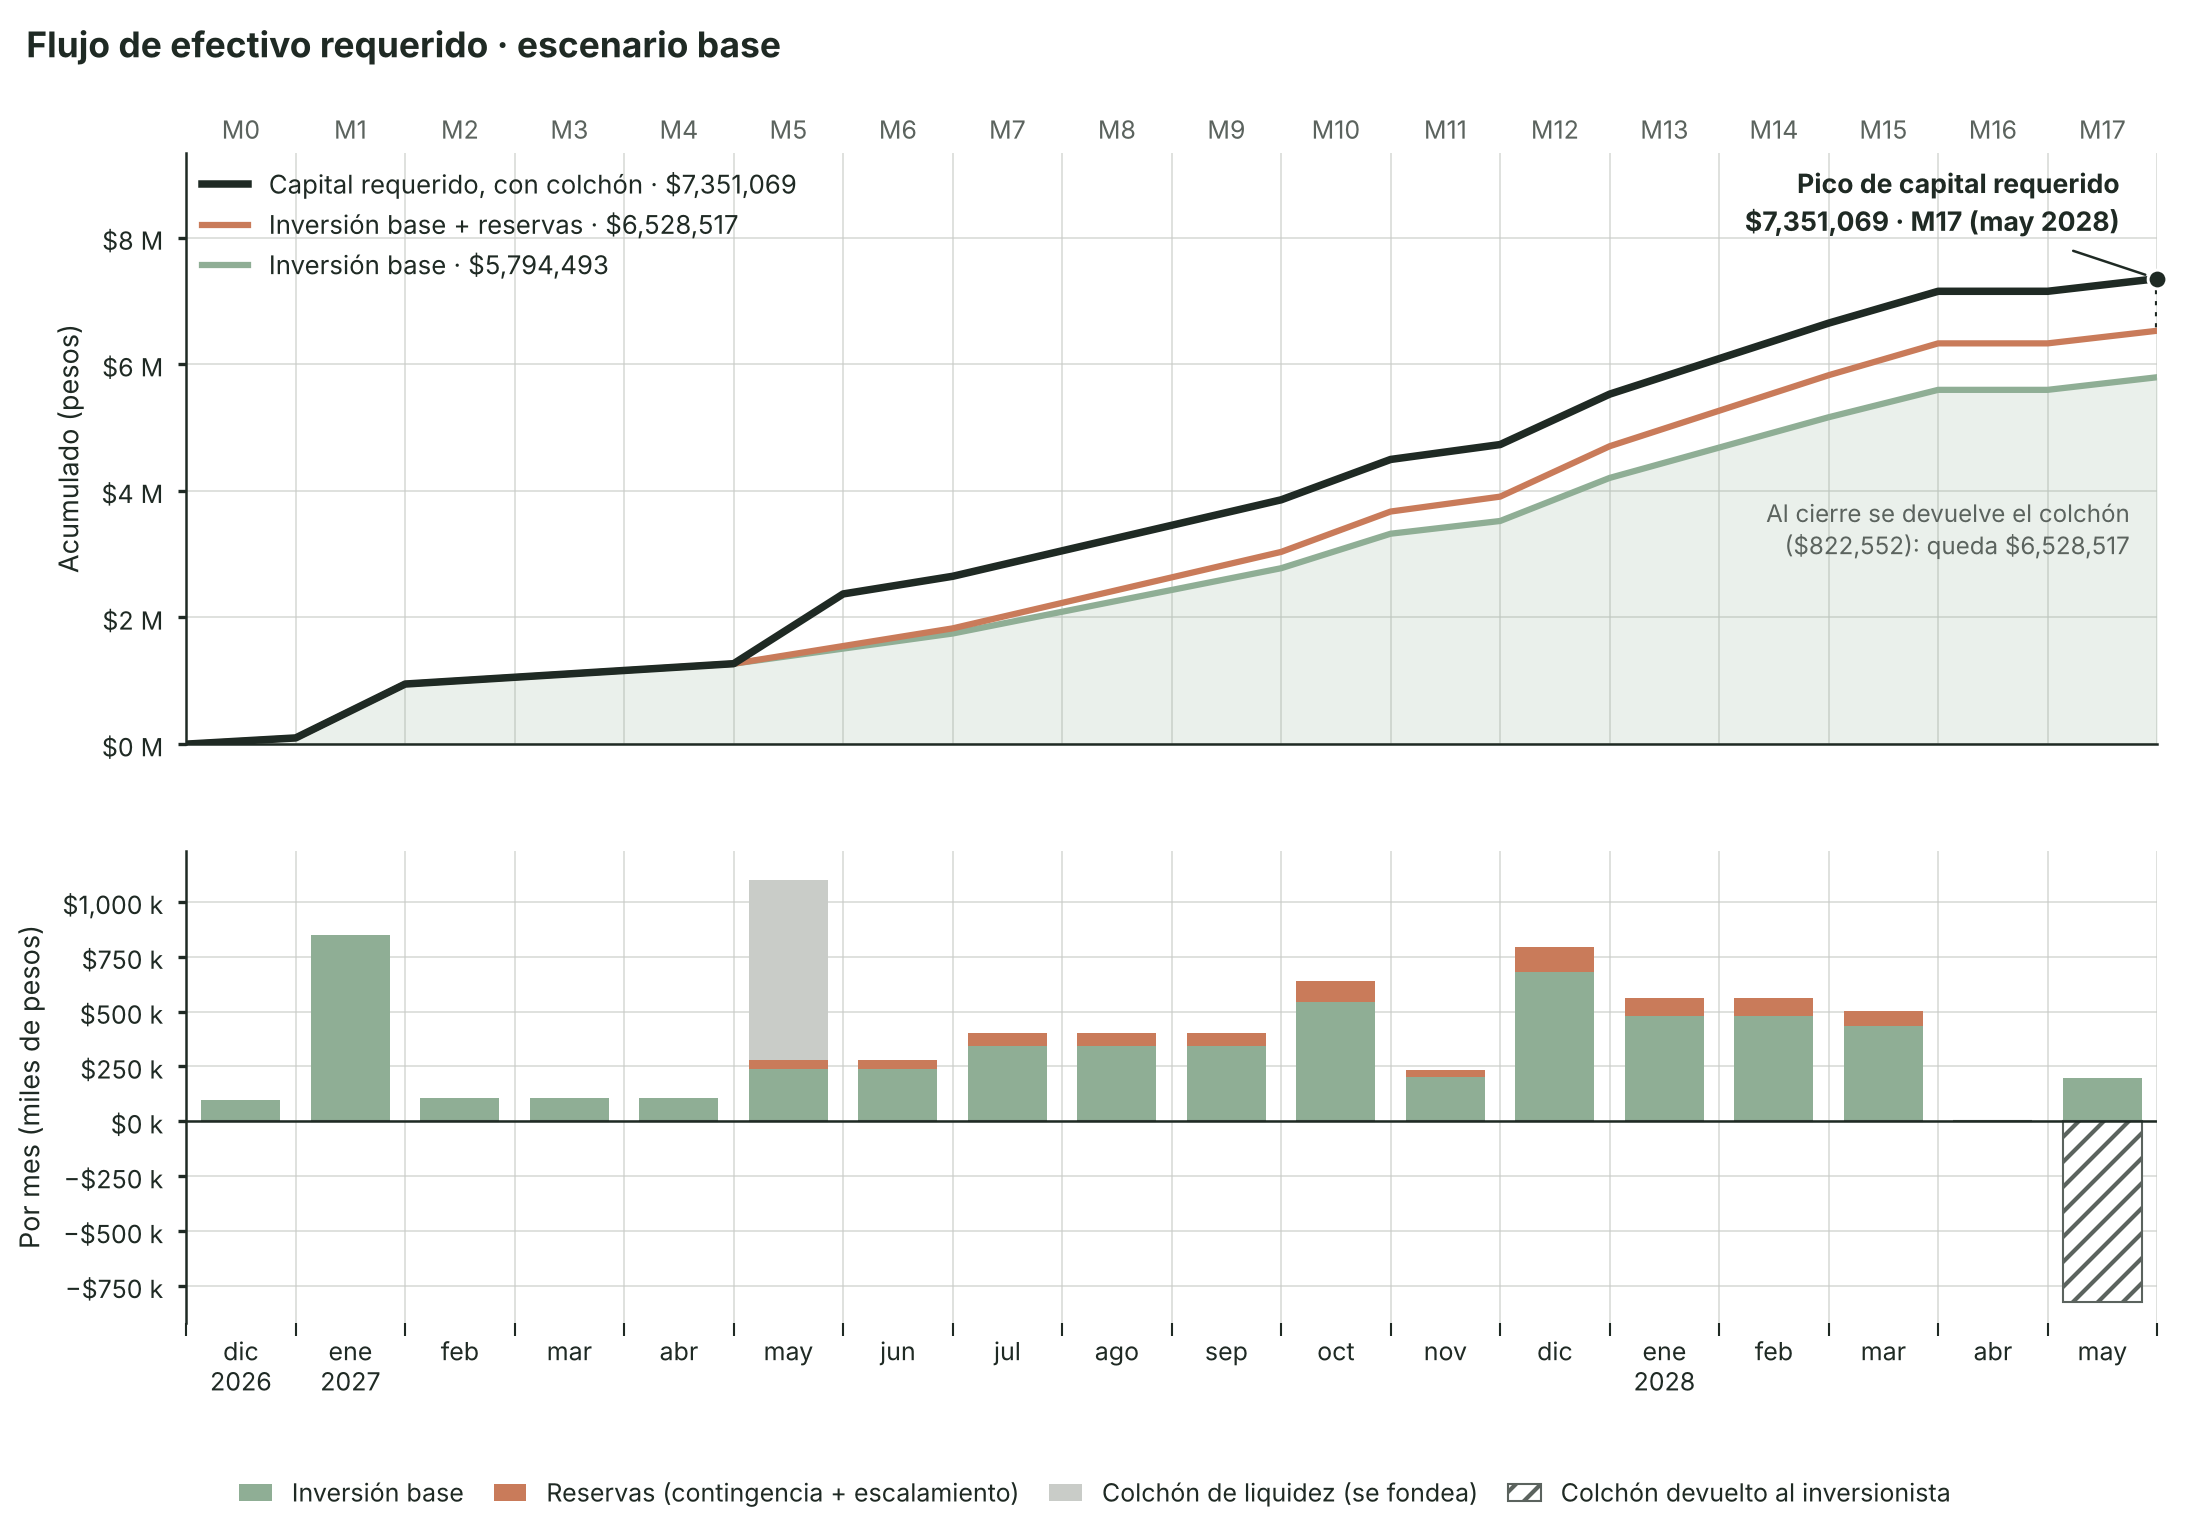 Flujo de efectivo requerido · escenario base
M0 M1 M2 M3 M4 M5 M6 M7 M8 M9 M10 M11 M12 M13 M14 M15 M16 M17
Capital requerido, con colchón · $7,351,069
Inversión base + reservas · $6,528,517
Inversión base · $5,794,493
Pico de capital requerido
$7,351,069 · M17 (may 2028)
Acumulado (pesos)
$8 M
$6 M
$4 M
$2 M
$0 M
Al cierre se devuelve el colchón
($822,552): queda $6,528,517
Por mes (miles de pesos)
$1,000 k
$750 k
$500 k
$250 k
$0 k
−$250 k
−$500 k
−$750 k
dic ene feb mar abr may jun jul ago sep oct nov dic ene feb mar abr may
2026 2027 2028
Inversión base Reservas (contingencia + escalamiento) Colchón de liquidez (se fondea) Colchón devuelto al inversionista